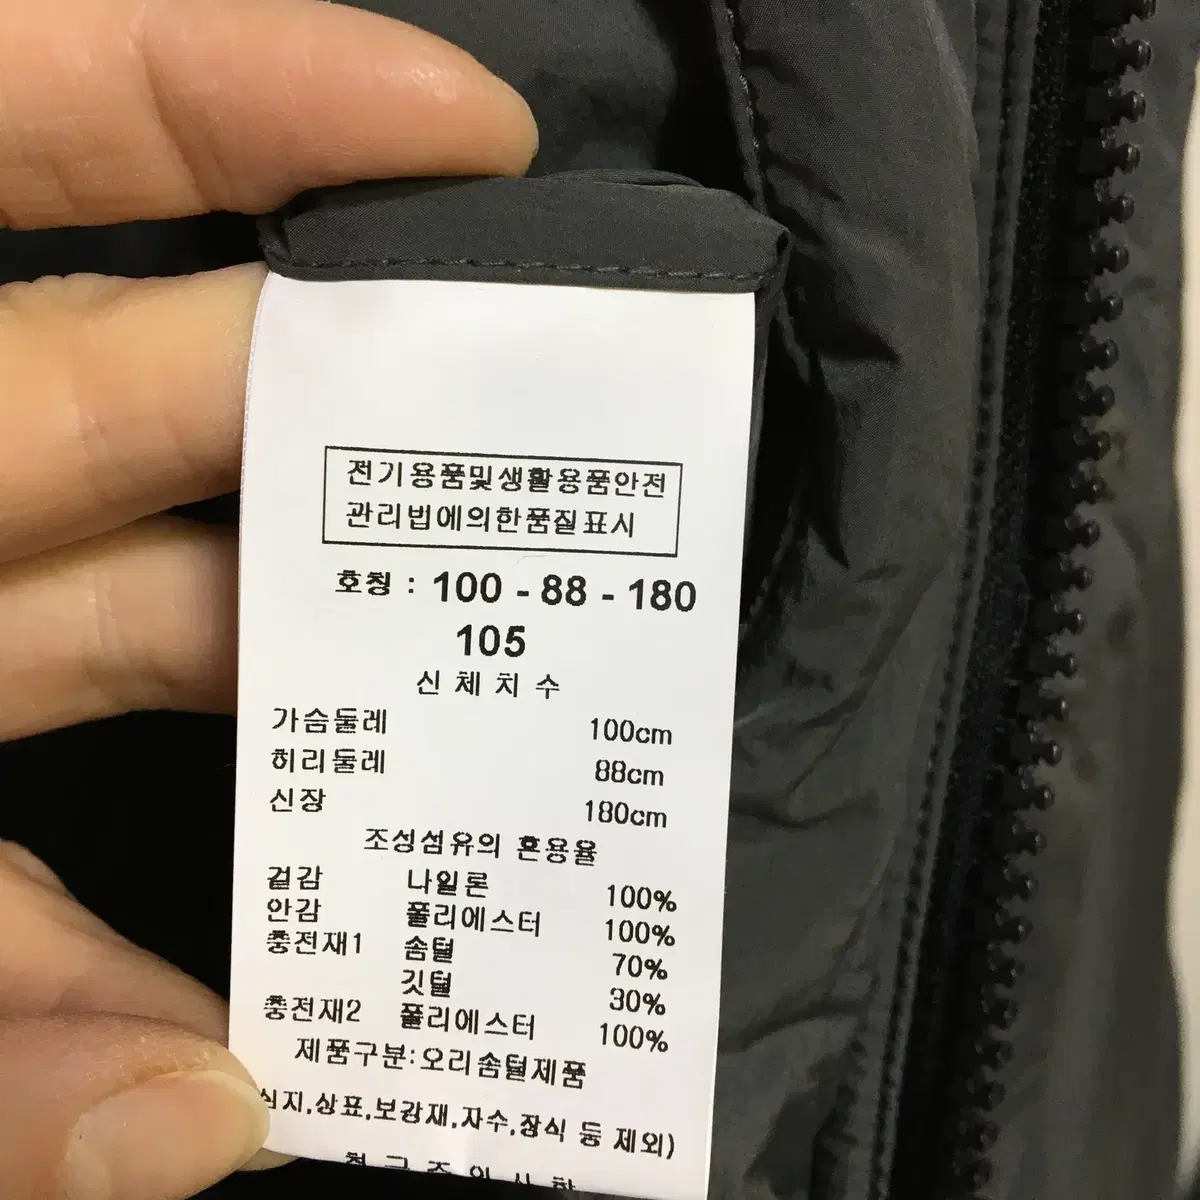 전기용품및생활용품안전
관리법에의한품질표시
호칭 : 100 - 88 - 180
105
신 체 치 수
가슴둘레 100cm
허리둘레 88cm
신장 180cm
조성섬유의 혼용율
겉감 나일론 100%
안감 폴리에스터 100%
충전재1 솜털 70%
깃털 30%
충전재2 폴리에스터 100%
제품구분:오리솜털제품
심지,상표,보강재,자수,장식 등 제외)